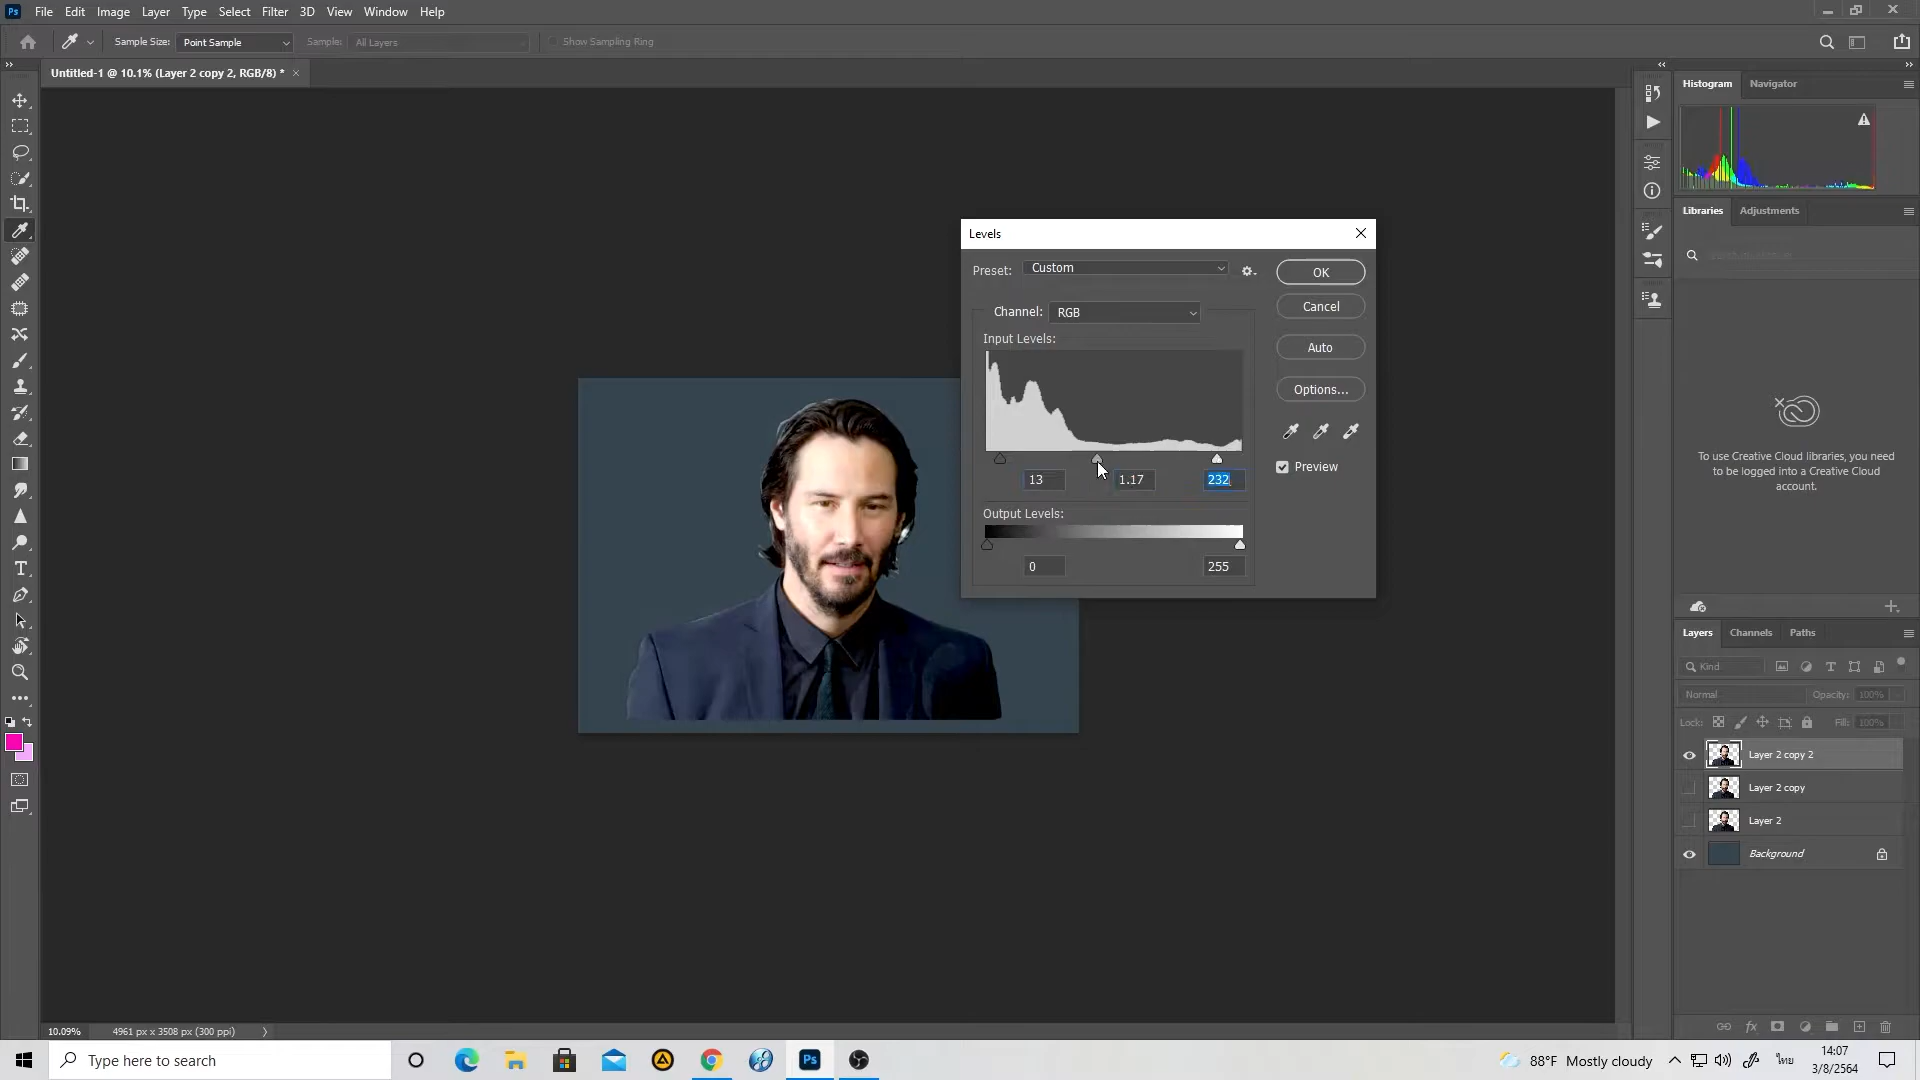 Ps File Edit Image Layer Type Select Filter 3D View Window Help
Sample Size: Point Sample Sample: All Layers Show Sampling Ring
Untitled-1 @ 10.1% (Layer 2 copy 2, RGB/8) * ×
Histogram Navigator
Libraries Adjustments
Levels
Preset: Custom
OK
Channel: RGB
Cancel
Input Levels:
Auto
Options...
Preview
13 1.17 232
Output Levels:
0 255
To use Creative Cloud libraries, you need
to be logged into a Creative Cloud
account.
Layers Channels Paths
Kind
Normal Opacity: 100%
Lock: Fill: 100%
Layer 2 copy 2
Layer 2 copy
Layer 2
Background
10.09% 4961 px x 3508 px (300 ppi)
Type here to search
Ps
88°F Mostly cloudy
ไทย
14:07
3/8/2564